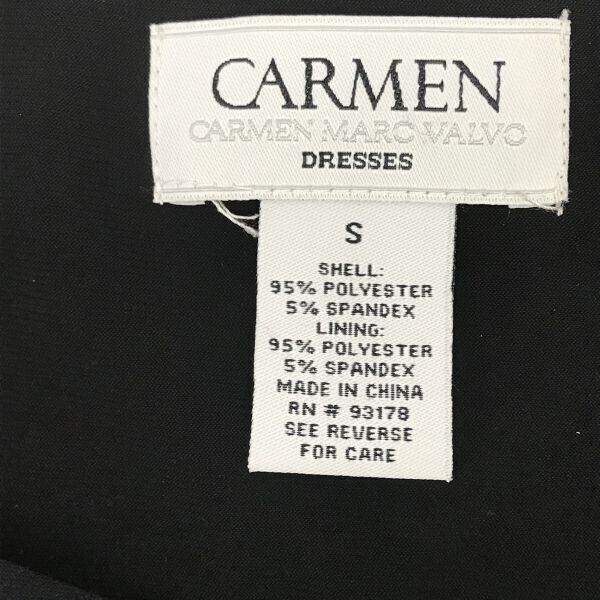 CARMEN
CARMEN MARC VALVO
DRESSES
S
SHELL:
95% POLYESTER
5% SPANDEX
LINING:
95% POLYESTER
5% SPANDEX
MADE IN CHINA
RN # 93178
SEE REVERSE
FOR CARE